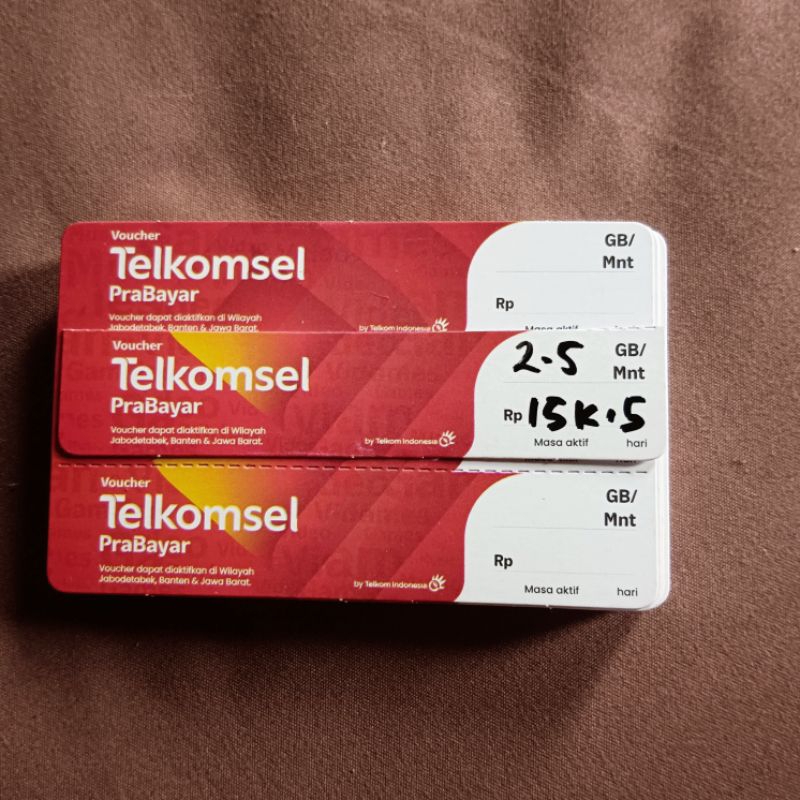 Voucher
Telkomsel
PraBayar
Voucher dapat diaktifkan di Wilayah
Jabodetabek, Banten & Jawa Barat.
by Telkom Indonesia
GB/
Mnt
Rp
Masa aktif
Voucher
Telkomsel
PraBayar
Voucher dapat diaktifkan di Wilayah
Jabodetabek, Banten & Jawa Barat.
by Telkom Indonesia
2.5 GB/
Mnt
Rp 15K.5
Masa aktif hari
Voucher
Telkomsel
PraBayar
Voucher dapat diaktifkan di Wilayah
Jabodetabek, Banten & Jawa Barat.
by Telkom Indonesia
GB/
Mnt
Rp
Masa aktif hari